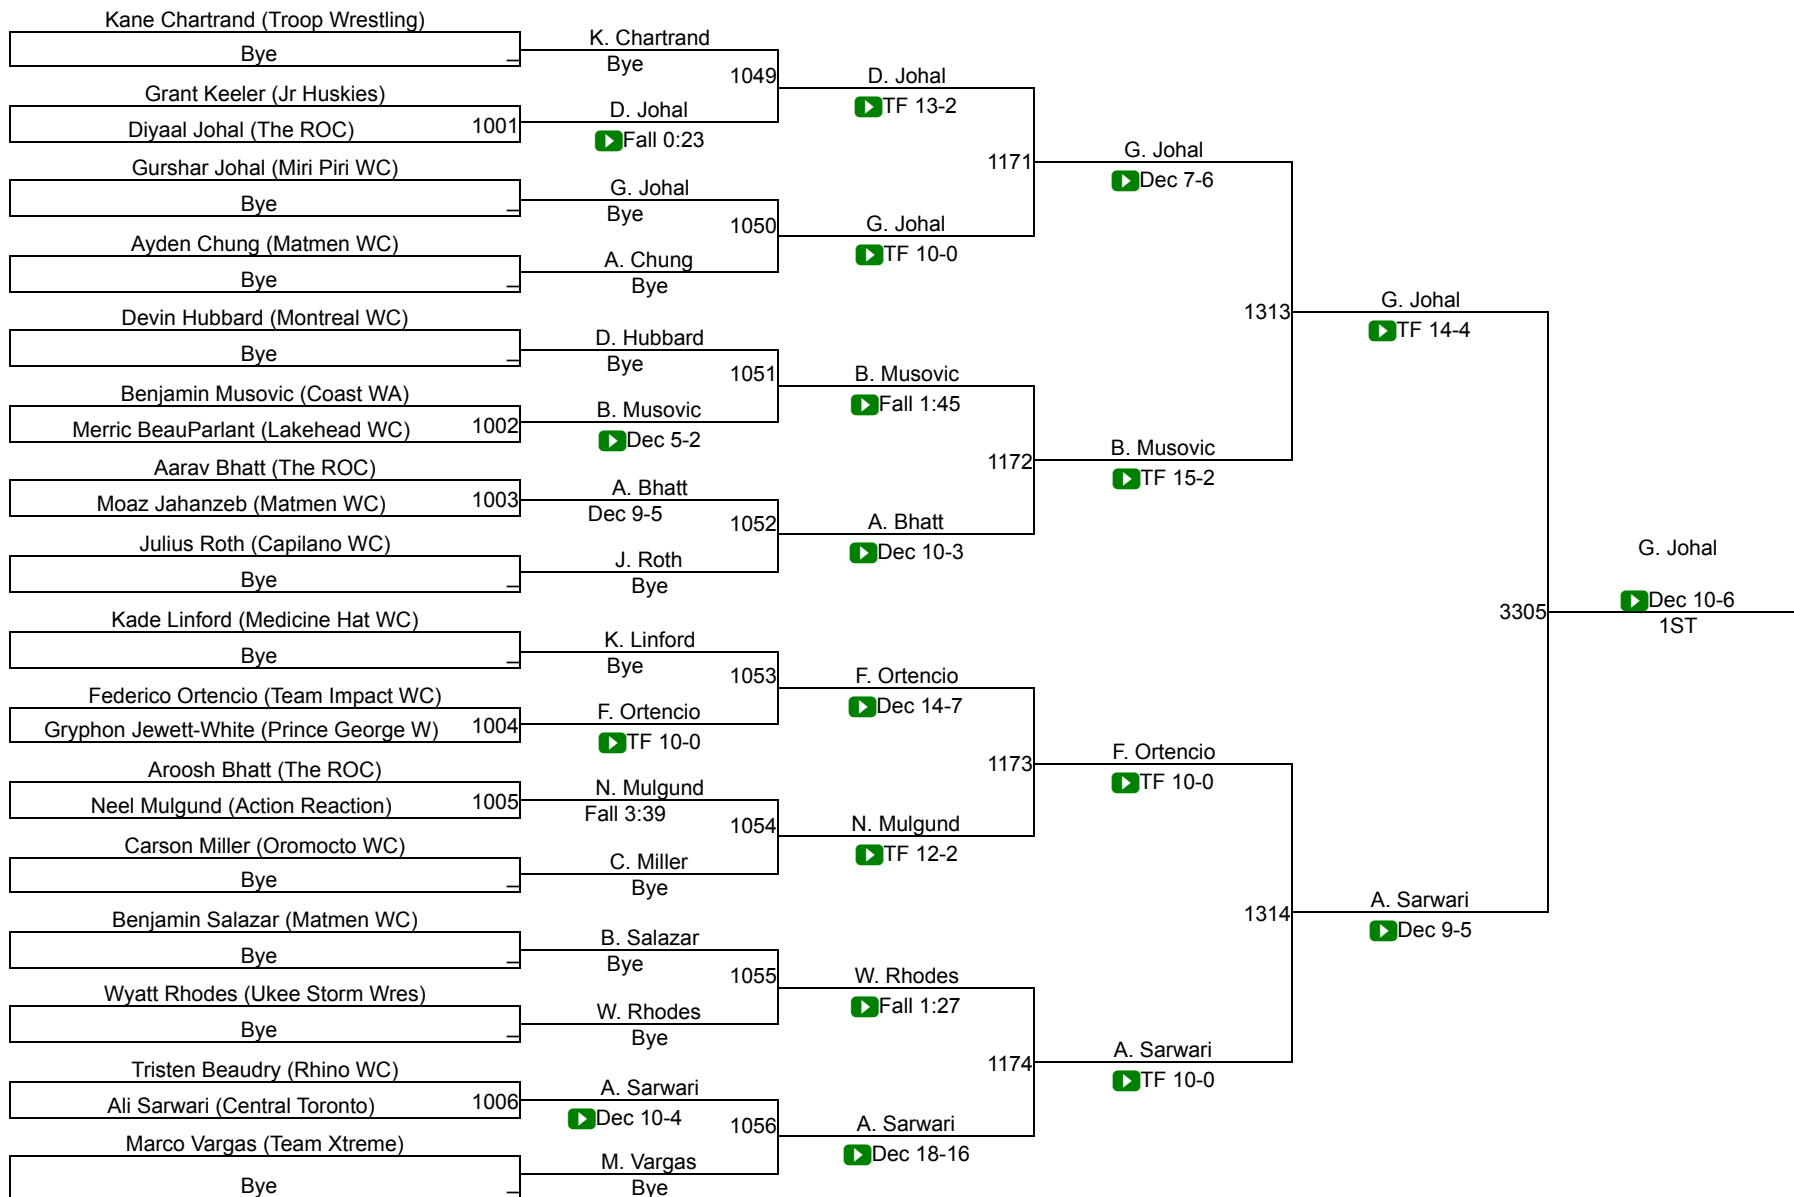 Kane Chartrand (Troop Wrestling)
Bye
Grant Keeler (Jr Huskies)
Diyaal Johal (The ROC) 1001
Gurshar Johal (Miri Piri WC)
Bye
Ayden Chung (Matmen WC)
Bye
Devin Hubbard (Montreal WC)
Bye
Benjamin Musovic (Coast WA)
Merric BeauParlant (Lakehead WC) 1002
Aarav Bhatt (The ROC)
Moaz Jahanzeb (Matmen WC) 1003
Julius Roth (Capilano WC)
Bye
Kade Linford (Medicine Hat WC)
Bye
Federico Ortencio (Team Impact WC)
Gryphon Jewett-White (Prince George W) 1004
Aroosh Bhatt (The ROC)
Neel Mulgund (Action Reaction) 1005
Carson Miller (Oromocto WC)
Bye
Benjamin Salazar (Matmen WC)
Bye
Wyatt Rhodes (Ukee Storm Wres)
Bye
Tristen Beaudry (Rhino WC)
Ali Sarwari (Central Toronto) 1006
Marco Vargas (Team Xtreme)
Bye
K. Chartrand
Bye
1049
D. Johal
Fall 0:23
G. Johal
Bye
1050
A. Chung
Bye
D. Hubbard
Bye
1051
B. Musovic
Dec 5-2
A. Bhatt
Dec 9-5
1052
J. Roth
Bye
K. Linford
Bye
1053
F. Ortencio
TF 10-0
N. Mulgund
Fall 3:39
1054
C. Miller
Bye
B. Salazar
Bye
1055
W. Rhodes
Bye
A. Sarwari
Dec 10-4
1056
M. Vargas
Bye
D. Johal
TF 13-2
1171
G. Johal
TF 10-0
B. Musovic
Fall 1:45
1172
A. Bhatt
Dec 10-3
F. Ortencio
Dec 14-7
1173
N. Mulgund
TF 12-2
W. Rhodes
Fall 1:27
1174
A. Sarwari
Dec 18-16
G. Johal
Dec 7-6
1313
B. Musovic
TF 15-2
F. Ortencio
TF 10-0
1314
A. Sarwari
TF 10-0
G. Johal
TF 14-4
3305
A. Sarwari
Dec 9-5
G. Johal
Dec 10-6
1ST